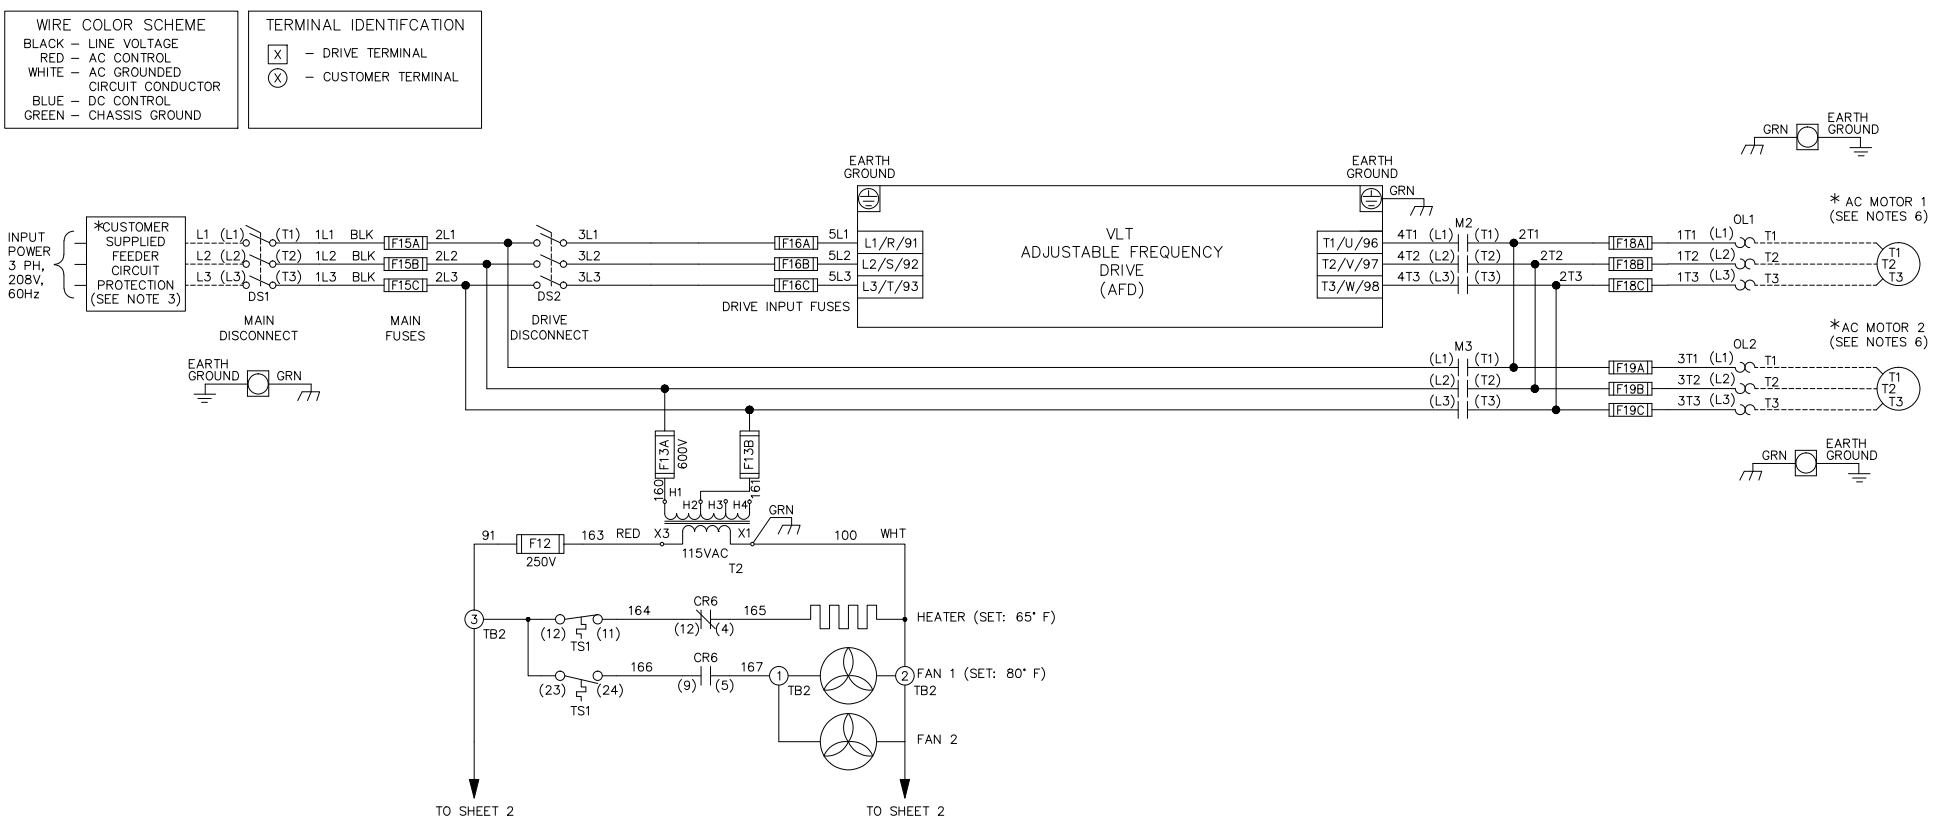 WIRE COLOR SCHEME
BLACK – LINE VOLTAGE
RED – AC CONTROL
WHITE – AC GROUNDED
CIRCUIT CONDUCTOR
BLUE – DC CONTROL
GREEN – CHASSIS GROUND
TERMINAL IDENTIFCATION
X – DRIVE TERMINAL
X – CUSTOMER TERMINAL
INPUT
POWER
3 PH,
208V,
60Hz
*CUSTOMER
SUPPLIED
FEEDER
CIRCUIT
PROTECTION
(SEE NOTE 3)
L1 (L1) (T1) 1L1 BLK F15A 2L1
L2 (L2) (T2) 1L2 BLK F15B 2L2
L3 (L3) (T3) 1L3 BLK F15C 2L3
DS1
MAIN
DISCONNECT
MAIN
FUSES
3L1
3L2
3L3
DS2
DRIVE
DISCONNECT
F16A 5L1
F16B 5L2
F16C 5L3
DRIVE INPUT FUSES
EARTH
GROUND
L1/R/91
L2/S/92
L3/T/93
VLT
ADJUSTABLE FREQUENCY
DRIVE
(AFD)
EARTH
GROUND
GRN
T1/U/96
T2/V/97
T3/W/98
M2
4T1 (L1) (T1) 2T1
4T2 (L2) (T2) 2T2
4T3 (L3) (T3) 2T3
F18A 1T1 (L1) T1
F18B 1T2 (L2) T2
F18C 1T3 (L3) T3
OL1
GRN
EARTH
GROUND
* AC MOTOR 1
(SEE NOTES 6)
T1
T2
T3
M3
(L1) (T1)
(L2) (T2)
(L3) (T3)
F19A 3T1 (L1) T1
F19B 3T2 (L2) T2
F19C 3T3 (L3) T3
OL2
* AC MOTOR 2
(SEE NOTES 6)
T1
T2
T3
GRN
EARTH
GROUND
EARTH
GROUND
GRN
F13A
600V
F13B
160
161
H1
H2
H3
H4
GRN
91
F12
250V
163
RED
X3
X1
115VAC
T2
100
WHT
3
TB2
(12) (11)
TS1
164
CR6
(12) (4)
165
HEATER (SET: 65° F)
(23) (24)
TS1
166
CR6
(9) (5)
167
1
TB2
2
TB2
FAN 1 (SET: 80° F)
FAN 2
TO SHEET 2
TO SHEET 2